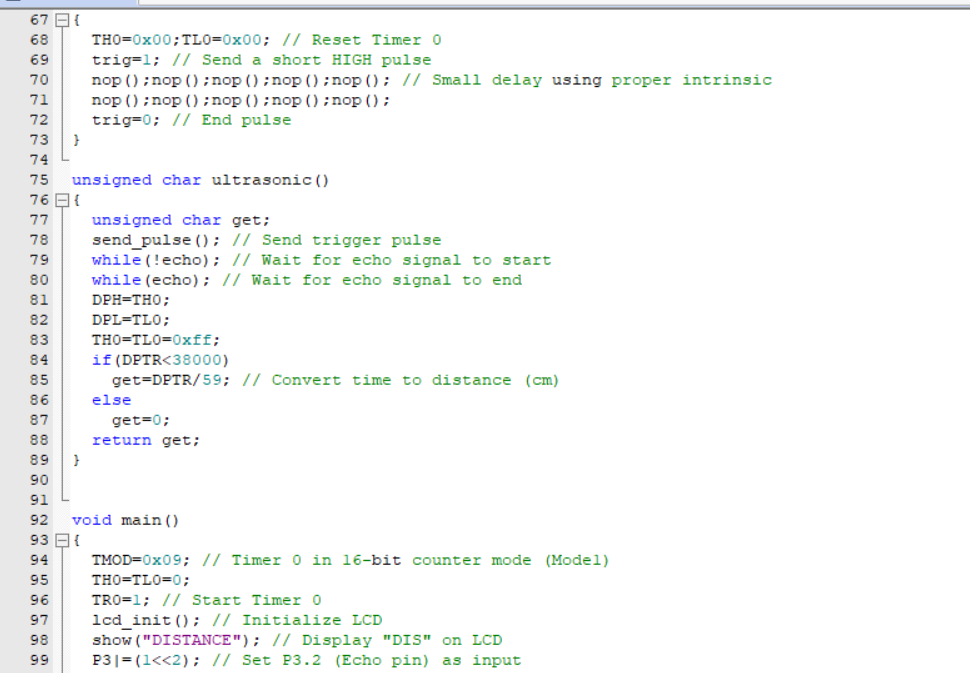 67 {
68 TH0=0x00;TL0=0x00; // Reset Timer 0
69 trig=1; // Send a short HIGH pulse
70 nop();nop();nop();nop();nop(); // Small delay using proper intrinsic
71 nop();nop();nop();nop();nop();
72 trig=0; // End pulse
73 }
74
75 unsigned char ultrasonic()
76 {
77 unsigned char get;
78 send_pulse(); // Send trigger pulse
79 while(!echo); // Wait for echo signal to start
80 while(echo); // Wait for echo signal to end
81 DPH=TH0;
82 DPL=TL0;
83 TH0=TL0=0xff;
84 if(DPTR<38000)
85 get=DPTR/59; // Convert time to distance (cm)
86 else
87 get=0;
88 return get;
89 }
90
91
92 void main()
93 {
94 TMOD=0x09; // Timer 0 in 16-bit counter mode (Mode1)
95 TH0=TL0=0;
96 TR0=1; // Start Timer 0
97 lcd_init(); // Initialize LCD
98 show("DISTANCE"); // Display "DIS" on LCD
99 P3|=(1<<2); // Set P3.2 (Echo pin) as input